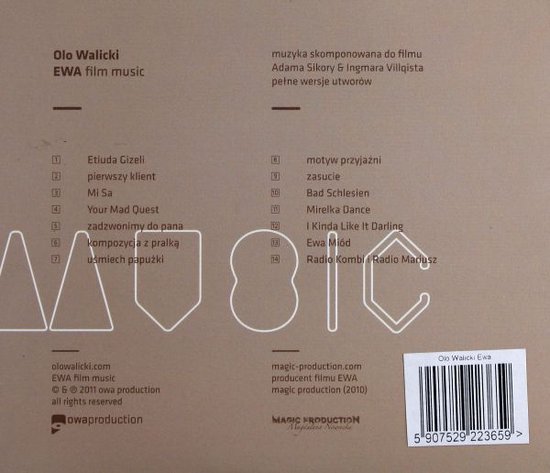 Olo Walicki
EWA film music
muzyka skomponowana do filmu
Adama Sikory & Ingmara Villqista
pełne wersje utworów
1 Etiuda Gizeli
2 pierwszy klient
3 Mi Sa
4 Your Mad Quest
5 zadzwonimy do pana
6 kompozycja z pralką
7 uśmiech papużki
8 motyw przyjaźni
9 zasucie
10 Bad Schlesien
11 Mirelka Dance
12 I Kinda Like It Darling
13 Ewa Miód
14 Radio Kombi i Radio Mariusz
MUSIC
olowalicki.com
EWA film music
© & ℗ 2011 owa production
all rights reserved
owaproduction
magic-production.com
producent filmu EWA
magic production (2010)
MAGIC PRODUCTION
Magdalena Nowacka
Olo Walicki Ewa
5 907529 223659 >